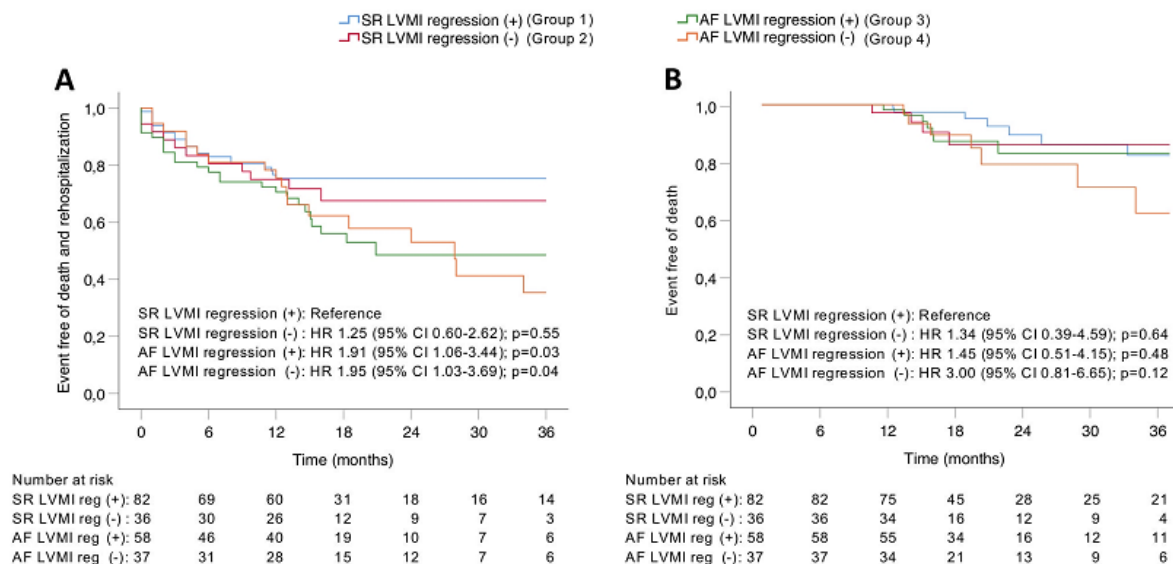 SR LVMI regression (+) (Group 1)
SR LVMI regression (-) (Group 2)
AF LVMI regression (+) (Group 3)
AF LVMI regression (-) (Group 4)
A
Event free of death and rehospitalization
1,0
0,8
0,6
0,4
0,2
0,0
SR LVMI regression (+): Reference
SR LVMI regression (-) : HR 1.25 (95% CI 0.60-2.62); p=0.55
AF LVMI regression (+): HR 1.91 (95% CI 1.06-3.44); p=0.03
AF LVMI regression (-): HR 1.95 (95% CI 1.03-3.69); p=0.04
0 6 12 18 24 30 36
Time (months)
Number at risk
SR LVMI reg (+): 82 69 60 31 18 16 14
SR LVMI reg (-) : 36 30 26 12 9 7 3
AF LVMI reg (+): 58 46 40 19 10 7 6
AF LVMI reg (-): 37 31 28 15 12 7 6
B
Event free of death
1,0
0,8
0,6
0,4
0,2
0,0
SR LVMI regression (+): Reference
SR LVMI regression (-) : HR 1.34 (95% CI 0.39-4.59); p=0.64
AF LVMI regression (+): HR 1.45 (95% CI 0.51-4.15); p=0.48
AF LVMI regression (-): HR 3.00 (95% CI 0.81-6.65); p=0.12
0 6 12 18 24 30 36
Time (months)
Number at risk
SR LVMI reg (+): 82 82 75 45 28 25 21
SR LVMI reg (-): 36 36 34 16 12 9 4
AF LVMI reg (+): 58 58 55 34 16 12 11
AF LVMI reg (-): 37 37 34 21 13 9 6